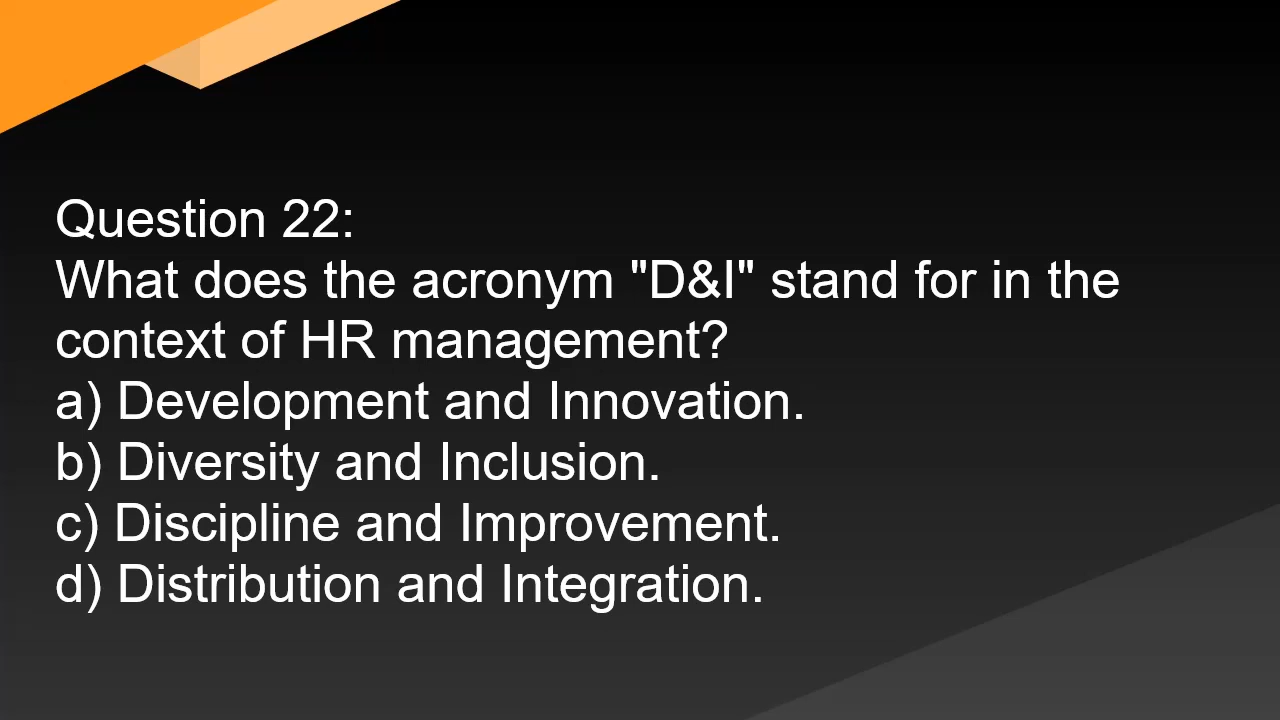 Question 22:
What does the acronym "D&I" stand for in the
context of HR management?
a) Development and Innovation.
b) Diversity and Inclusion.
c) Discipline and Improvement.
d) Distribution and Integration.